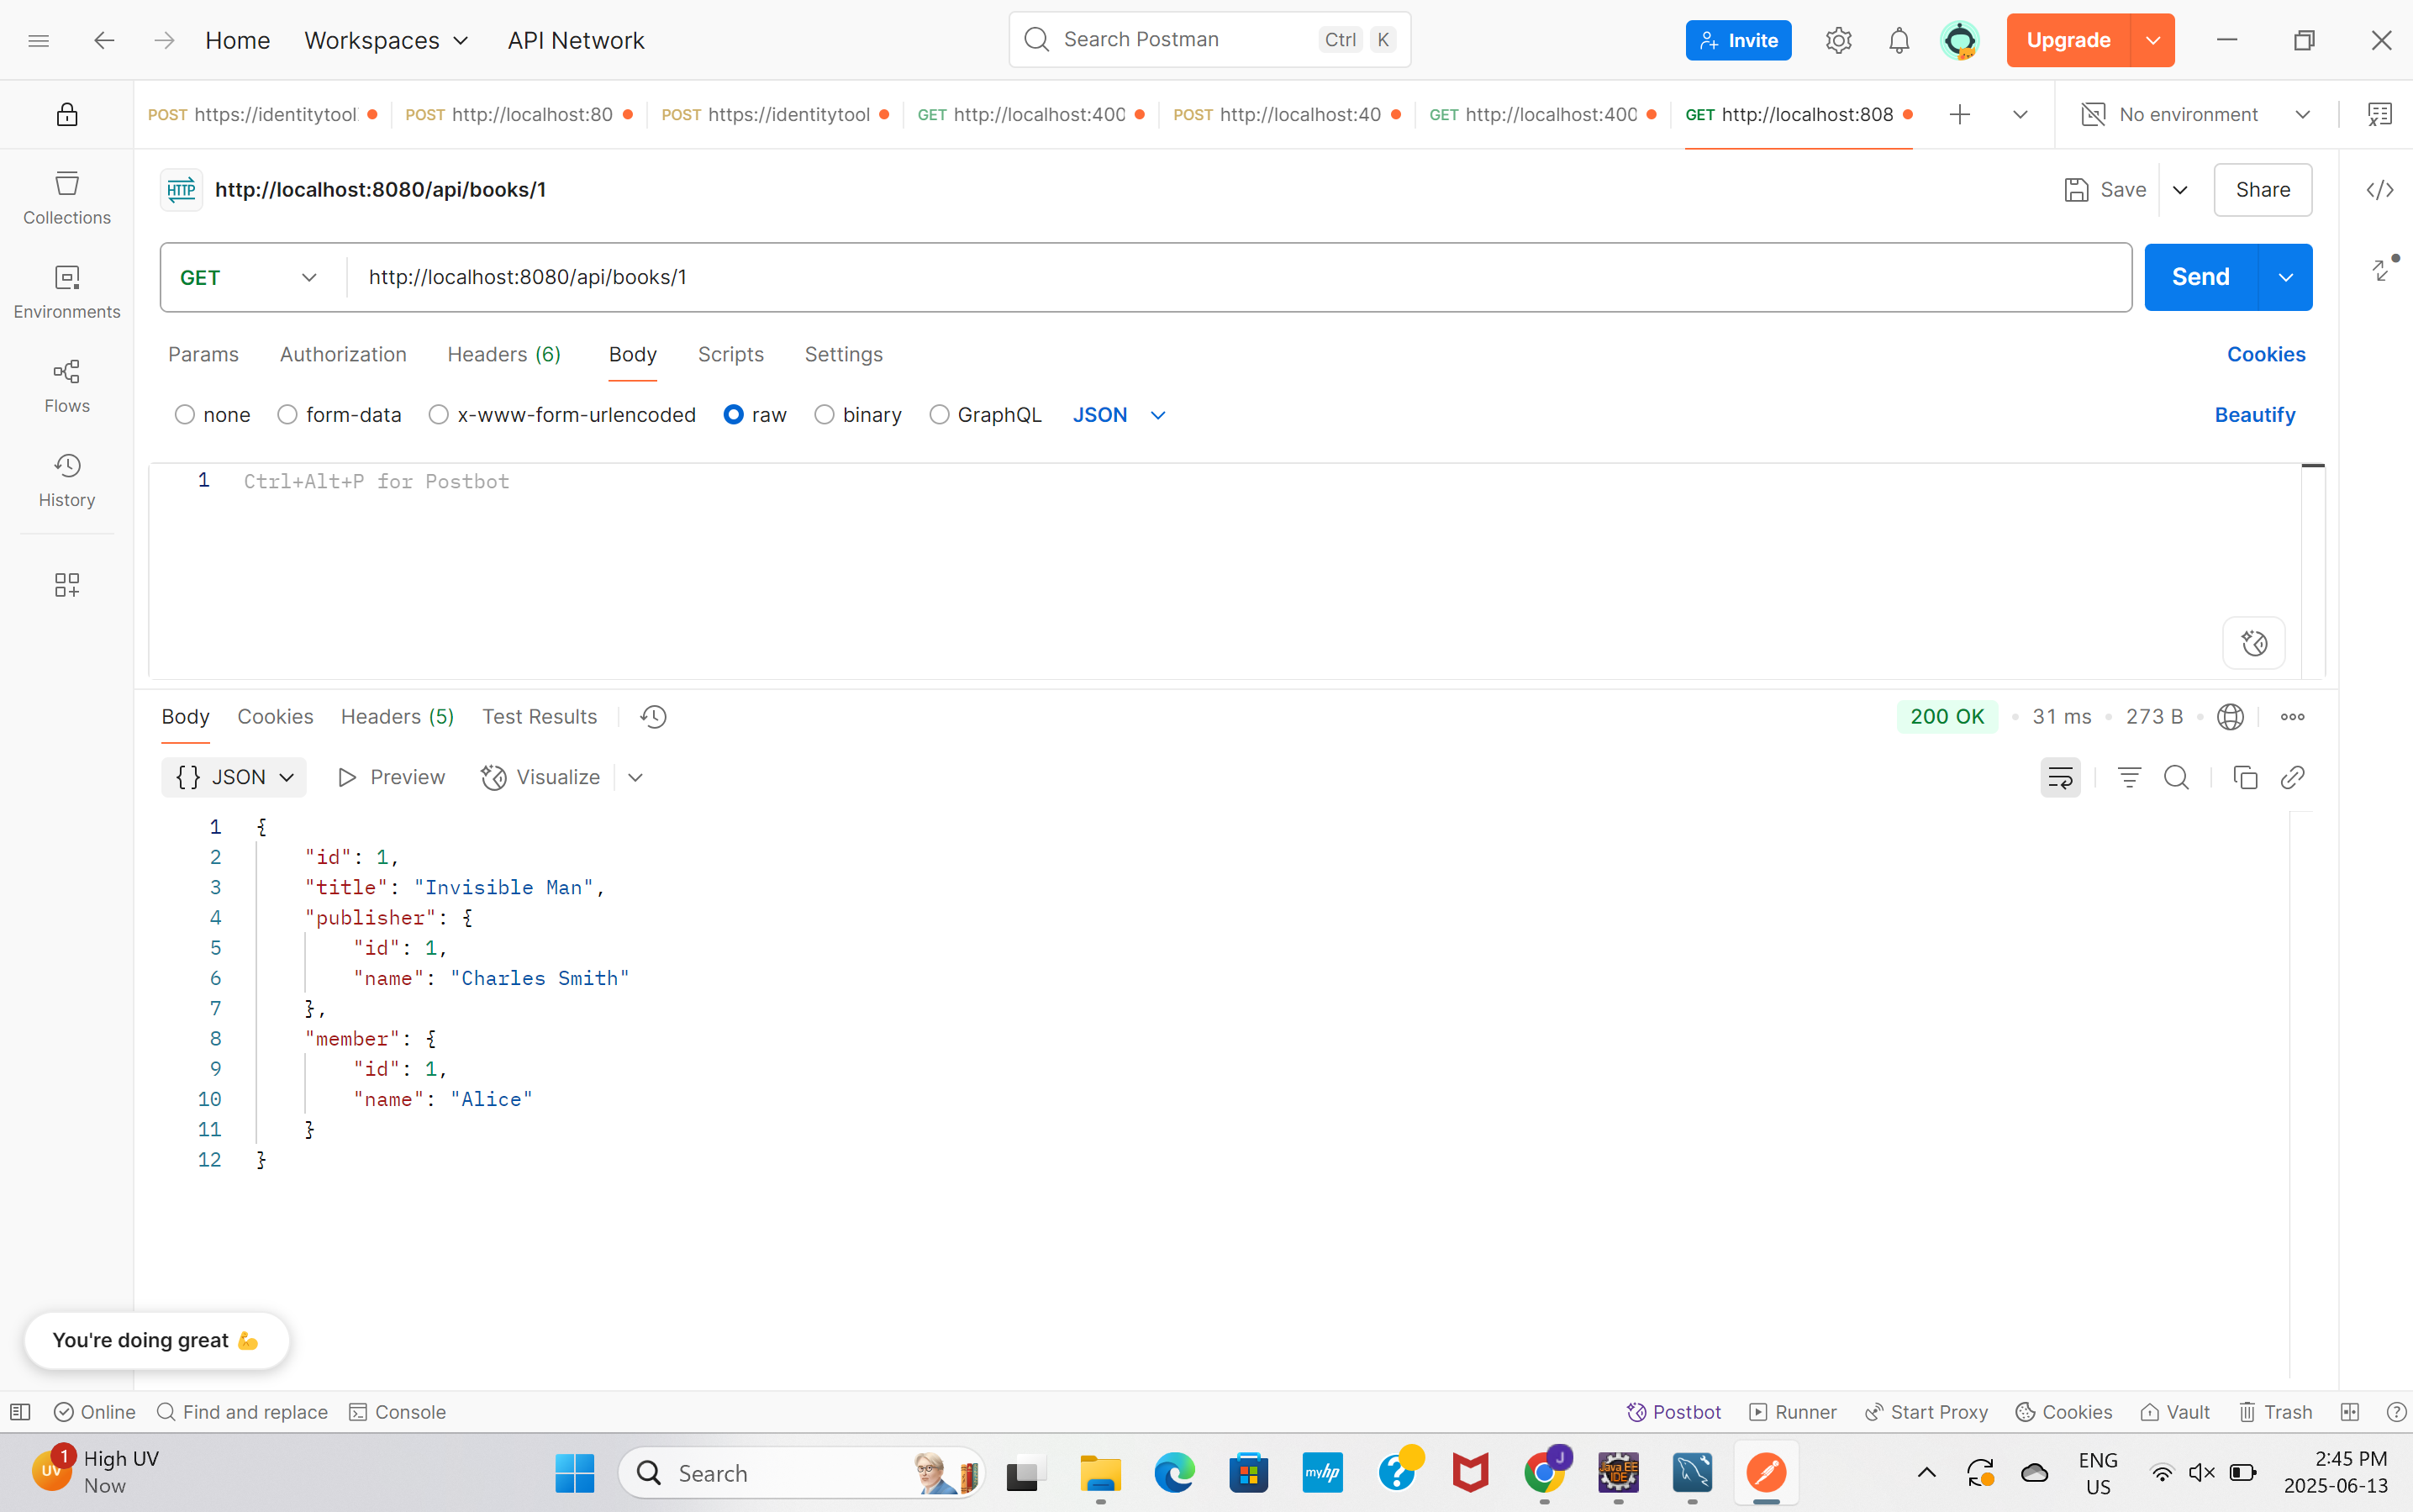 Home Workspaces API Network Search Postman Ctrl K Invite Upgrade
POST https://identitytool POST http://localhost:80 POST https://identitytool GET http://localhost:400 POST http://localhost:40 GET http://localhost:400 GET http://localhost:808 No environment
Collections
Environments
Flows
History
HTTP http://localhost:8080/api/books/1 Save Share
GET http://localhost:8080/api/books/1 Send
Params Authorization Headers (6) Body Scripts Settings Cookies
none form-data x-www-form-urlencoded raw binary GraphQL JSON Beautify
1 Ctrl+Alt+P for Postbot
Body Cookies Headers (5) Test Results 200 OK 31 ms 273 B
{} JSON Preview Visualize
1 {
2 "id": 1,
3 "title": "Invisible Man",
4 "publisher": {
5 "id": 1,
6 "name": "Charles Smith"
7 },
8 "member": {
9 "id": 1,
10 "name": "Alice"
11 }
12 }
You're doing great 💪
Online Find and replace Console Postbot Runner Start Proxy Cookies Vault Trash
UV 1 High UV
Now
Search
myhp
J
Java EE
IDE
ENG
US
2:45 PM
2025-06-13